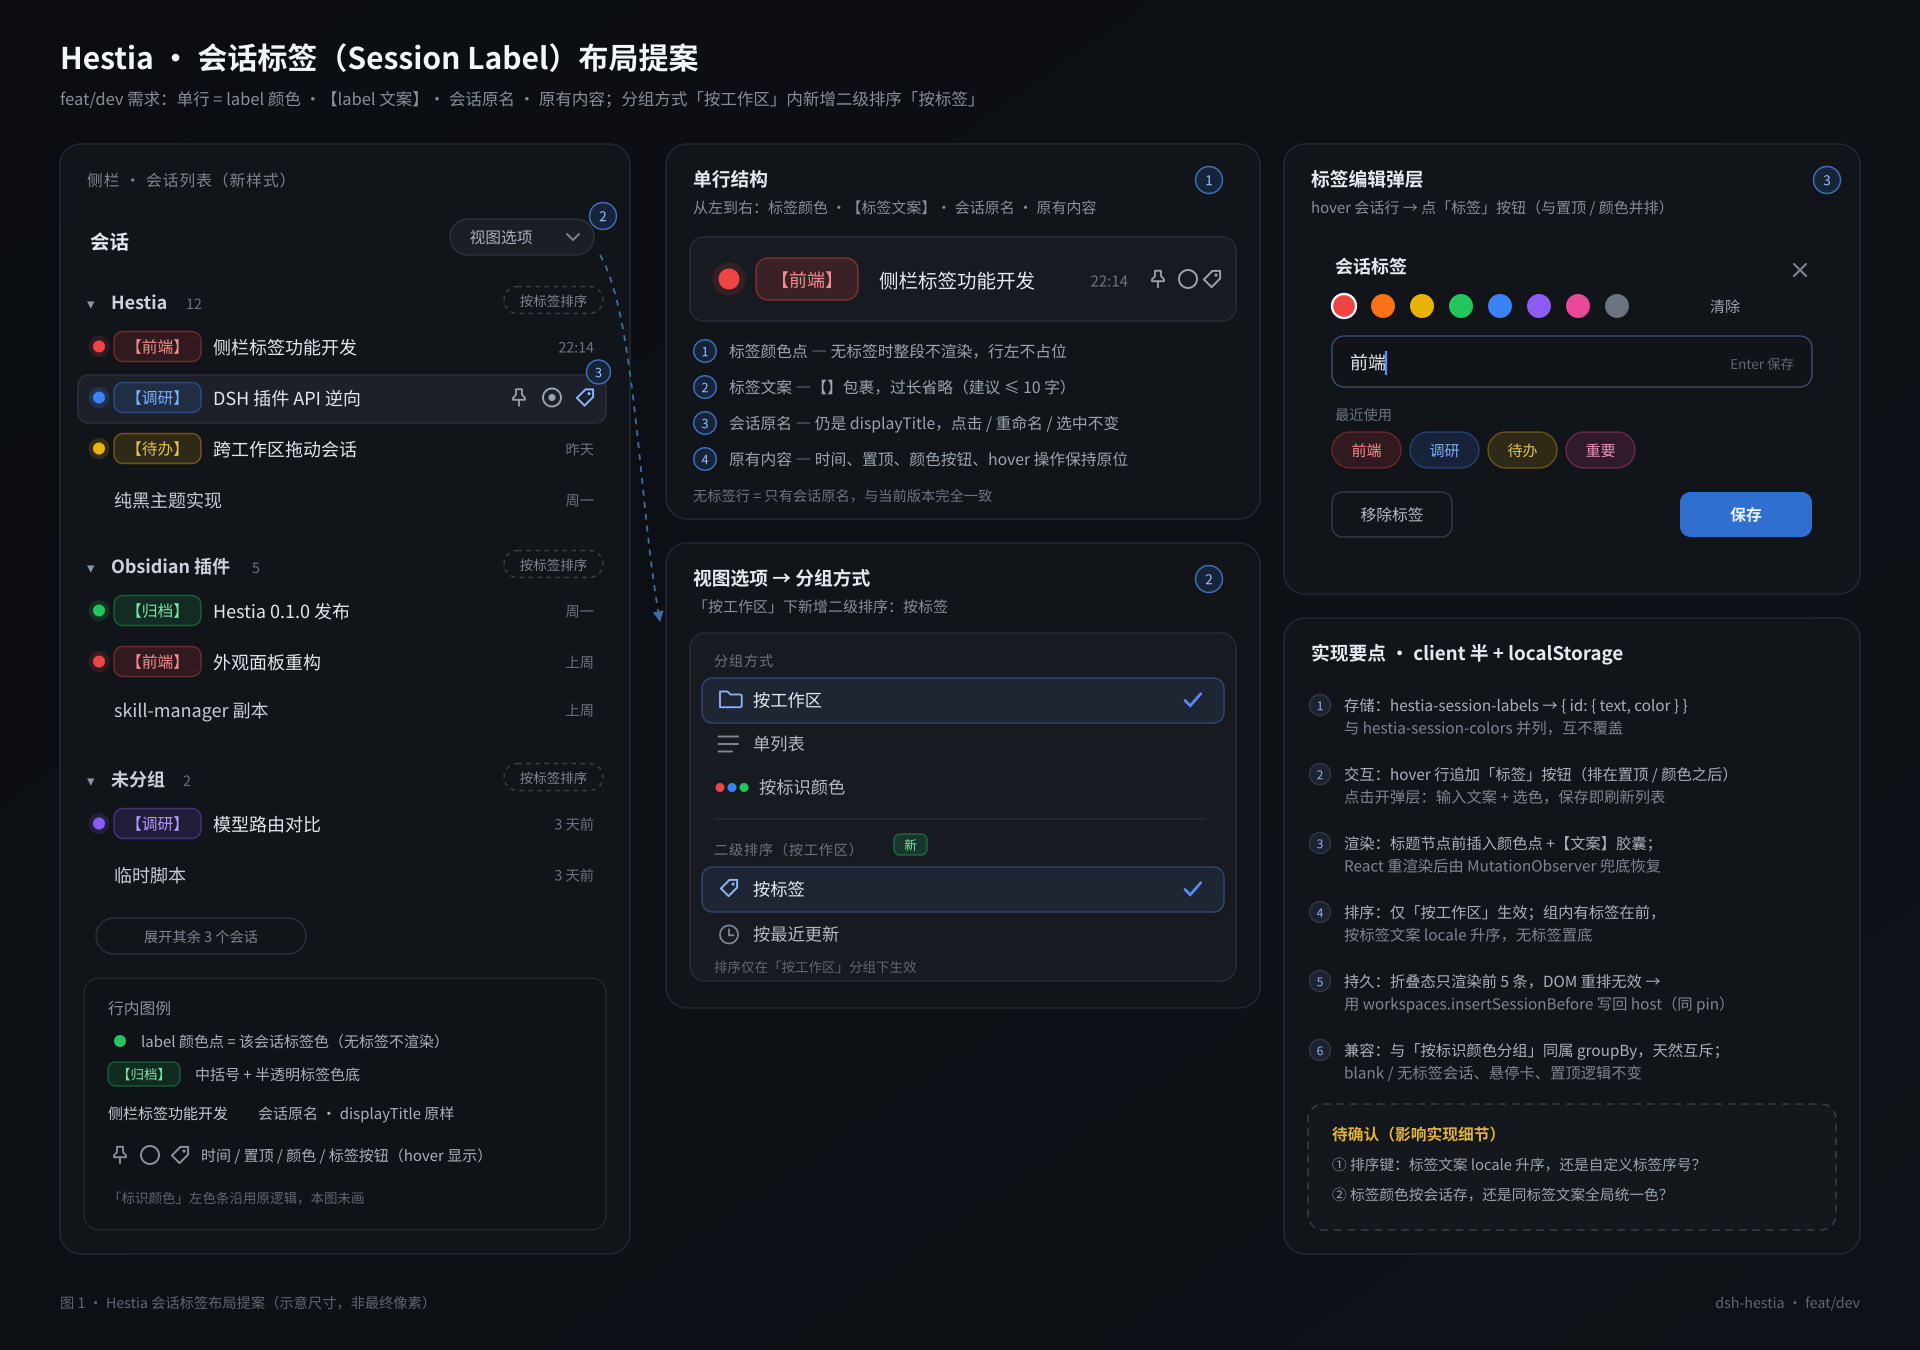 Hestia · 会话标签（Session Label）布局提案
feat/dev 需求：单行 = label 颜色 · 【label 文案】 · 会话原名 · 原有内容；分组方式「按工作区」内新增二级排序「按标签」
侧栏 · 会话列表（新样式）
2
会话
视图选项
▾ Hestia 12 按标签排序
【前端】 侧栏标签功能开发 22:14
3
【调研】 DSH 插件 API 逆向
【待办】 跨工作区拖动会话 昨天
纯黑主题实现 周一
▾ Obsidian 插件 5 按标签排序
【归档】 Hestia 0.1.0 发布 周一
【前端】 外观面板重构 上周
skill-manager 副本 上周
▾ 未分组 2 按标签排序
【调研】 模型路由对比 3 天前
临时脚本 3 天前
展开其余 3 个会话
行内图例
label 颜色点 = 该会话标签色（无标签不渲染）
【归档】 中括号 + 半透明标签色底
侧栏标签功能开发 会话原名 · displayTitle 原样
时间 / 置顶 / 颜色 / 标签按钮（hover 显示）
「标识颜色」左色条沿用原逻辑，本图未画
单行结构 1
从左到右：标签颜色 · 【标签文案】 · 会话原名 · 原有内容
【前端】 侧栏标签功能开发 22:14
1 标签颜色点 — 无标签时整段不渲染，行左不占位
2 标签文案 —【】包裹，过长省略（建议 ≤ 10 字）
3 会话原名 — 仍是 displayTitle，点击 / 重命名 / 选中不变
4 原有内容 — 时间、置顶、颜色按钮、hover 操作保持原位
无标签行 = 只有会话原名，与当前版本完全一致
视图选项 → 分组方式 2
「按工作区」下新增二级排序：按标签
分组方式
按工作区
单列表
按标识颜色
二级排序（按工作区） 新
按标签
按最近更新
排序仅在「按工作区」分组下生效
标签编辑弹层 3
hover 会话行 → 点「标签」按钮（与置顶 / 颜色并排）
会话标签
清除
前端 Enter 保存
最近使用
前端 调研 待办 重要
移除标签 保存
实现要点 · client 半 + localStorage
1 存储：hestia-session-labels → { id: { text, color } }
与 hestia-session-colors 并列，互不覆盖
2 交互：hover 行追加「标签」按钮（排在置顶 / 颜色之后）
点击开弹层：输入文案 + 选色，保存即刷新列表
3 渲染：标题节点前插入颜色点 +【文案】胶囊；
React 重渲染后由 MutationObserver 兜底恢复
4 排序：仅「按工作区」生效；组内有标签在前，
按标签文案 locale 升序，无标签置底
5 持久：折叠态只渲染前 5 条，DOM 重排无效 →
用 workspaces.insertSessionBefore 写回 host（同 pin）
6 兼容：与「按标识颜色分组」同属 groupBy，天然互斥；
blank / 无标签会话、悬停卡、置顶逻辑不变
待确认（影响实现细节）
① 排序键：标签文案 locale 升序，还是自定义标签序号？
② 标签颜色按会话存，还是同标签文案全局统一色？
图 1 · Hestia 会话标签布局提案（示意尺寸，非最终像素）
dsh-hestia · feat/dev